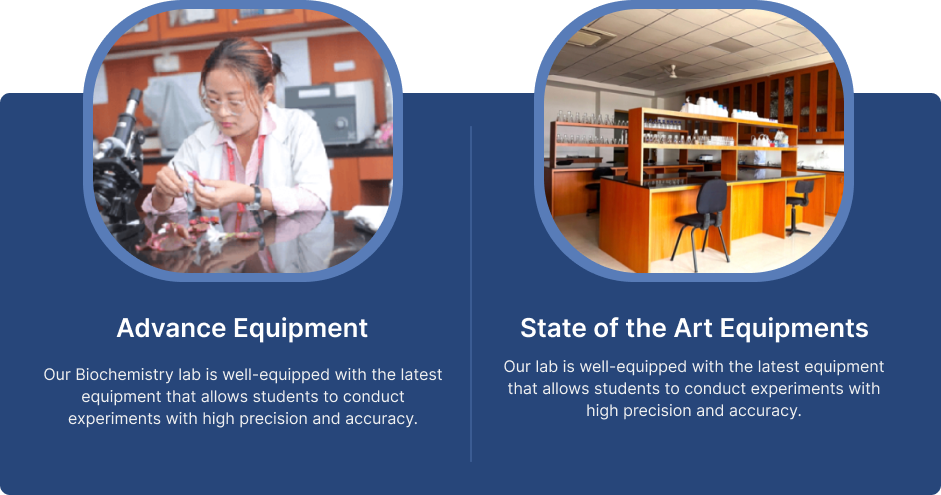 Advance Equipment
Our Biochemistry lab is well-equipped with the latest
equipment that allows students to conduct
experiments with high precision and accuracy.
State of the Art Equipments
Our lab is well-equipped with the latest equipment
that allows students to conduct experiments with
high precision and accuracy.